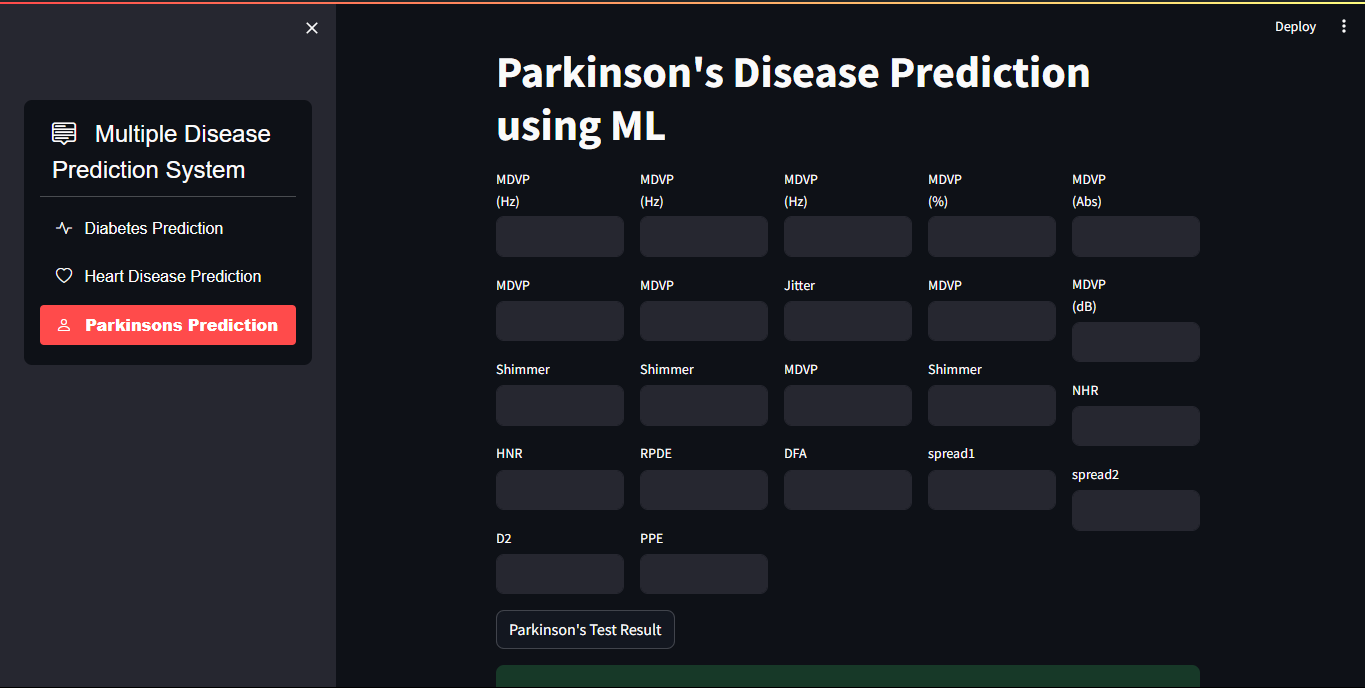 Deploy
Multiple Disease
Prediction System
Diabetes Prediction
Heart Disease Prediction
Parkinsons Prediction
Parkinson's Disease Prediction
using ML
MDVP MDVP MDVP MDVP MDVP
(Hz) (Hz) (Hz) (%) (Abs)
MDVP MDVP Jitter MDVP MDVP
(dB)
Shimmer Shimmer MDVP Shimmer
NHR
HNR RPDE DFA spread1
spread2
D2 PPE
Parkinson's Test Result